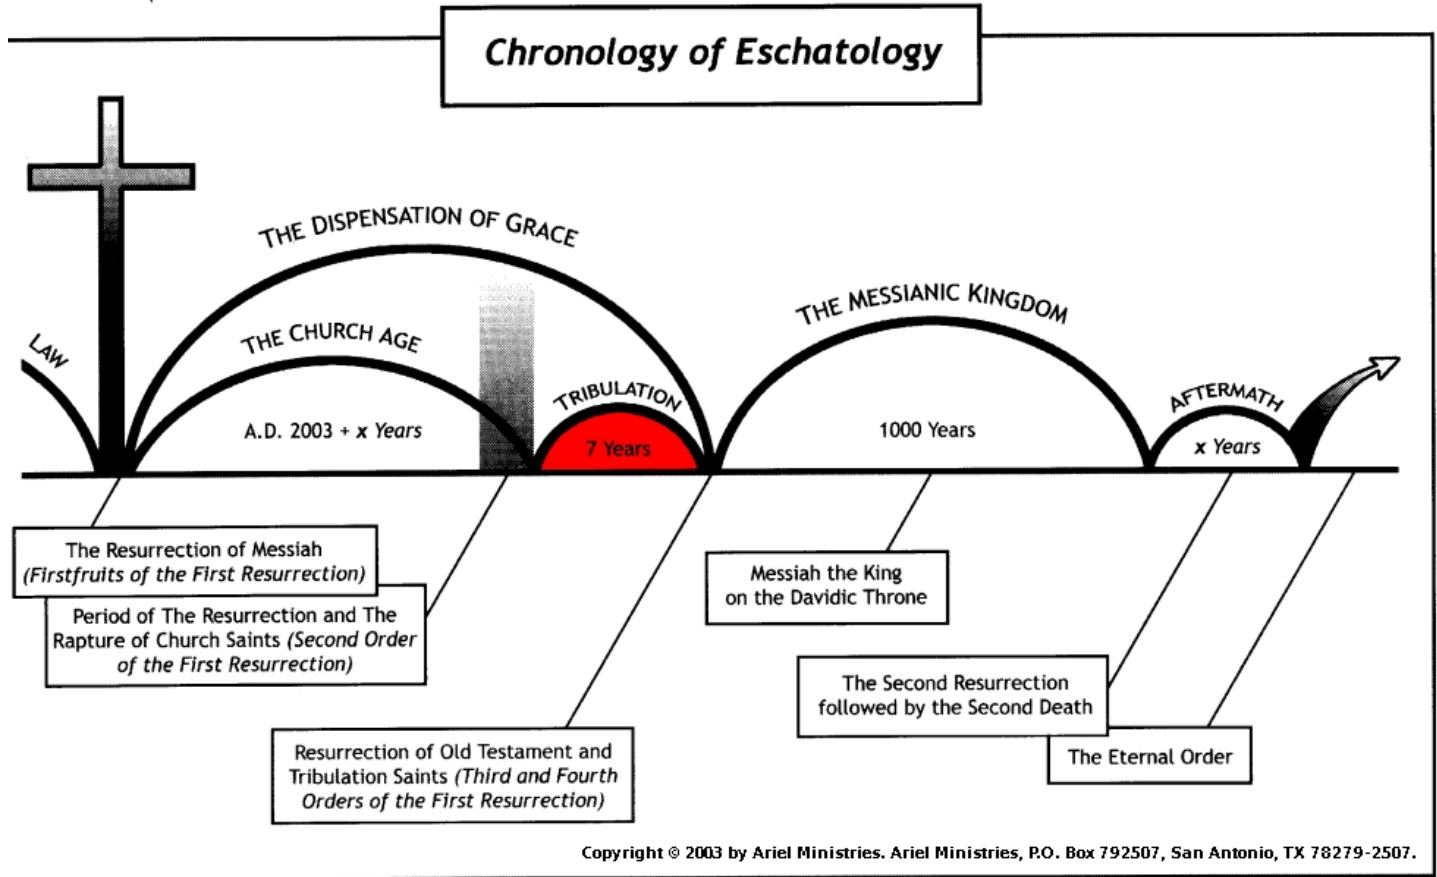 Chronology of Eschatology
THE DISPENSATION OF GRACE
THE MESSIANIC KINGDOM
LAW
THE CHURCH AGE
TRIBULATION
AFTERMATH
A.D. 2003 + x Years
7 Years
1000 Years
x Years
The Resurrection of Messiah
(Firstfruits of the First Resurrection)
Period of The Resurrection and The
Rapture of Church Saints (Second Order
of the First Resurrection)
Resurrection of Old Testament and
Tribulation Saints (Third and Fourth
Orders of the First Resurrection)
Messiah the King
on the Davidic Throne
The Second Resurrection
followed by the Second Death
The Eternal Order
Copyright © 2003 by Ariel Ministries. Ariel Ministries, P.O. Box 792507, San Antonio, TX 78279-2507.